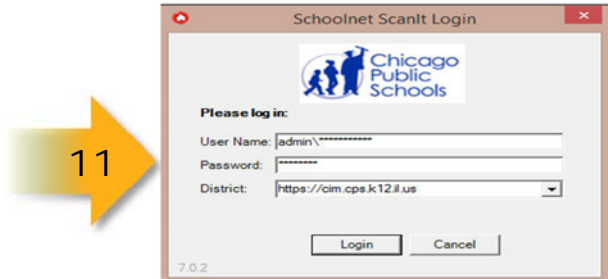 Schoolnet ScanIt Login
Chicago
Public
Schools
Please log in:
User Name: admin\***********
Password: ********
District: https://cim.cps.k12.il.us
Login Cancel
7.0.2
11